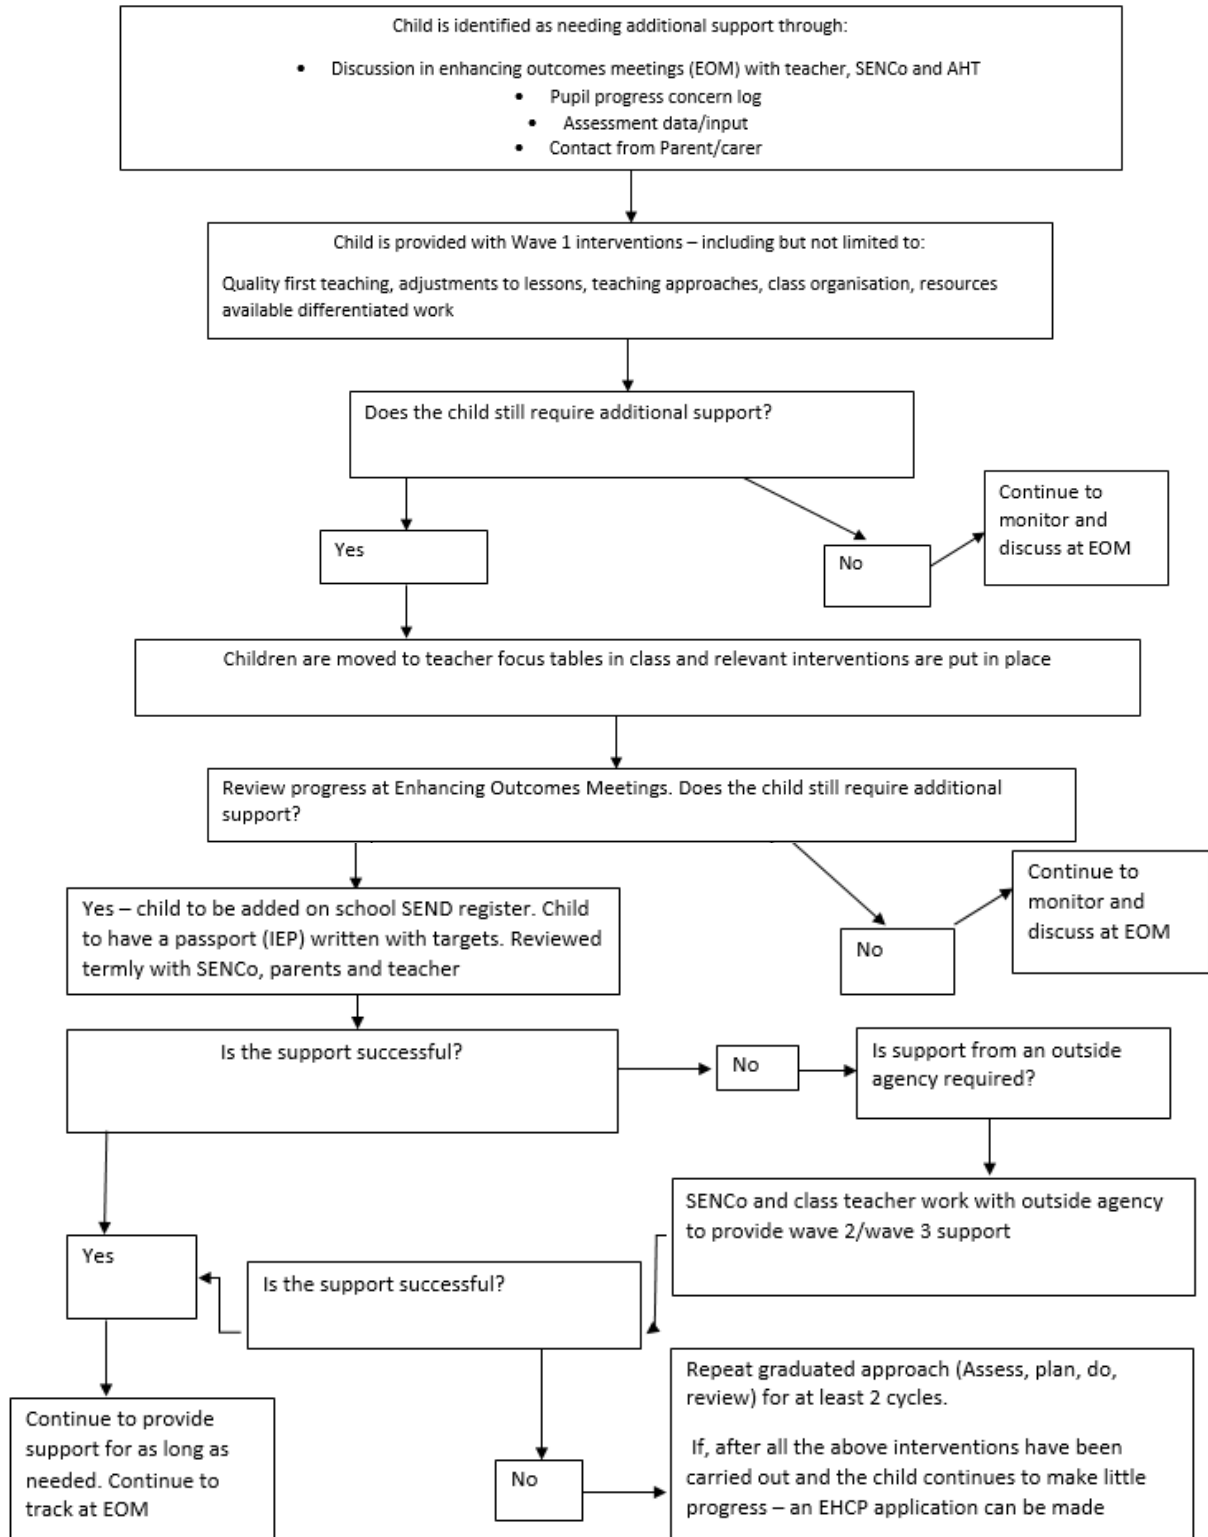 Child is identified as needing additional support through:
• Discussion in enhancing outcomes meetings (EOM) with teacher, SENCo and AHT
• Pupil progress concern log
• Assessment data/input
• Contact from Parent/carer
Child is provided with Wave 1 interventions – including but not limited to:
Quality first teaching, adjustments to lessons, teaching approaches, class organisation, resources
available differentiated work
Does the child still require additional support?
Yes
No
Continue to
monitor and
discuss at EOM
Children are moved to teacher focus tables in class and relevant interventions are put in place
Review progress at Enhancing Outcomes Meetings. Does the child still require additional
support?
Yes – child to be added on school SEND register. Child
to have a passport (IEP) written with targets. Reviewed
termly with SENCo, parents and teacher
No
Continue to
monitor and
discuss at EOM
Is the support successful?
No
Is support from an outside
agency required?
SENCo and class teacher work with outside agency
to provide wave 2/wave 3 support
Yes
Is the support successful?
Continue to provide
support for as long as
needed. Continue to
track at EOM
No
Repeat graduated approach (Assess, plan, do,
review) for at least 2 cycles.
If, after all the above interventions have been
carried out and the child continues to make little
progress – an EHCP application can be made